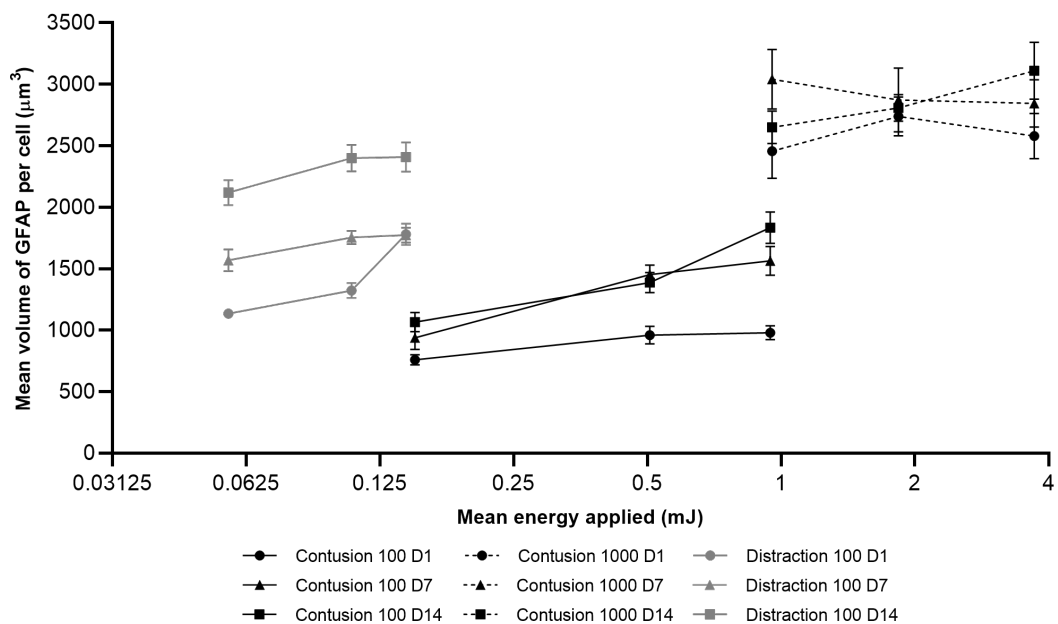 3500
3000
2500
2000
1500
1000
500
0
Mean volume of GFAP per cell (μm³)
0.03125 0.0625 0.125 0.25 0.5 1 2 4
Mean energy applied (mJ)
Contusion 100 D1 Contusion 1000 D1 Distraction 100 D1
Contusion 100 D7 Contusion 1000 D7 Distraction 100 D7
Contusion 100 D14 Contusion 1000 D14 Distraction 100 D14